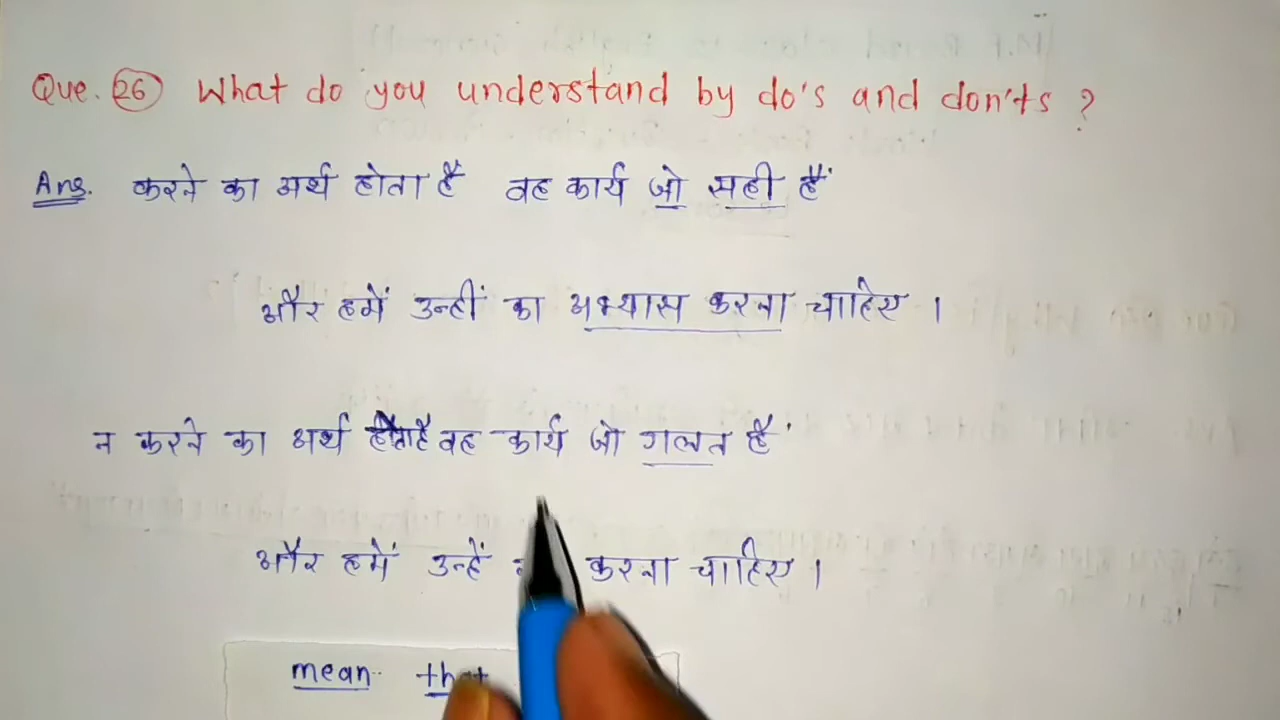 Que. 26 What do you understand by do's and don'ts ?
Ans. करने का अर्थ होता है वह कार्य जो सही हैं
और हमें उन्हीं का अभ्यास करना चाहिए ।
न करने का अर्थ होता है वह कार्य जो गलत हैं
और हमें उन्हें करना चाहिए ।
mean that